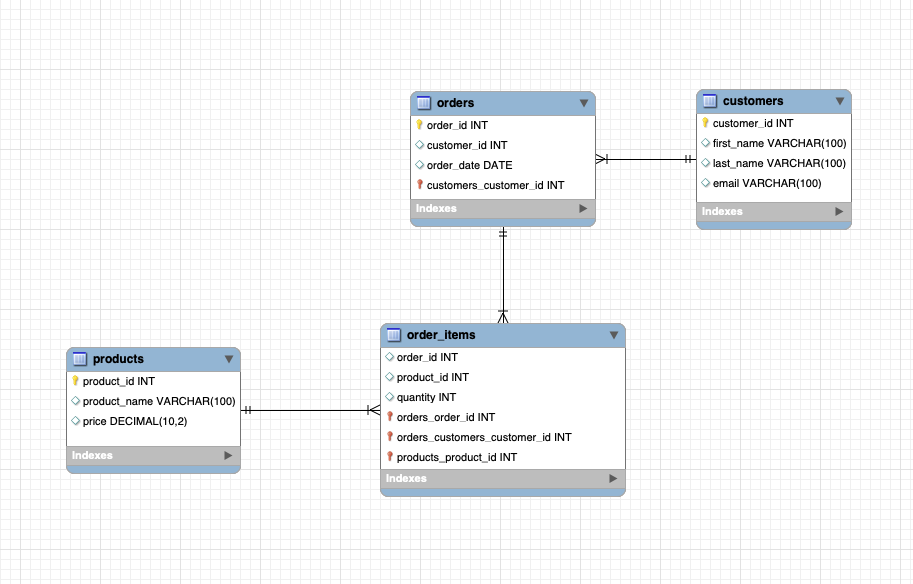 orders
order_id INT
customer_id INT
order_date DATE
customers_customer_id INT
Indexes
customers
customer_id INT
first_name VARCHAR(100)
last_name VARCHAR(100)
email VARCHAR(100)
Indexes
products
product_id INT
product_name VARCHAR(100)
price DECIMAL(10,2)
Indexes
order_items
order_id INT
product_id INT
quantity INT
orders_order_id INT
orders_customers_customer_id INT
products_product_id INT
Indexes